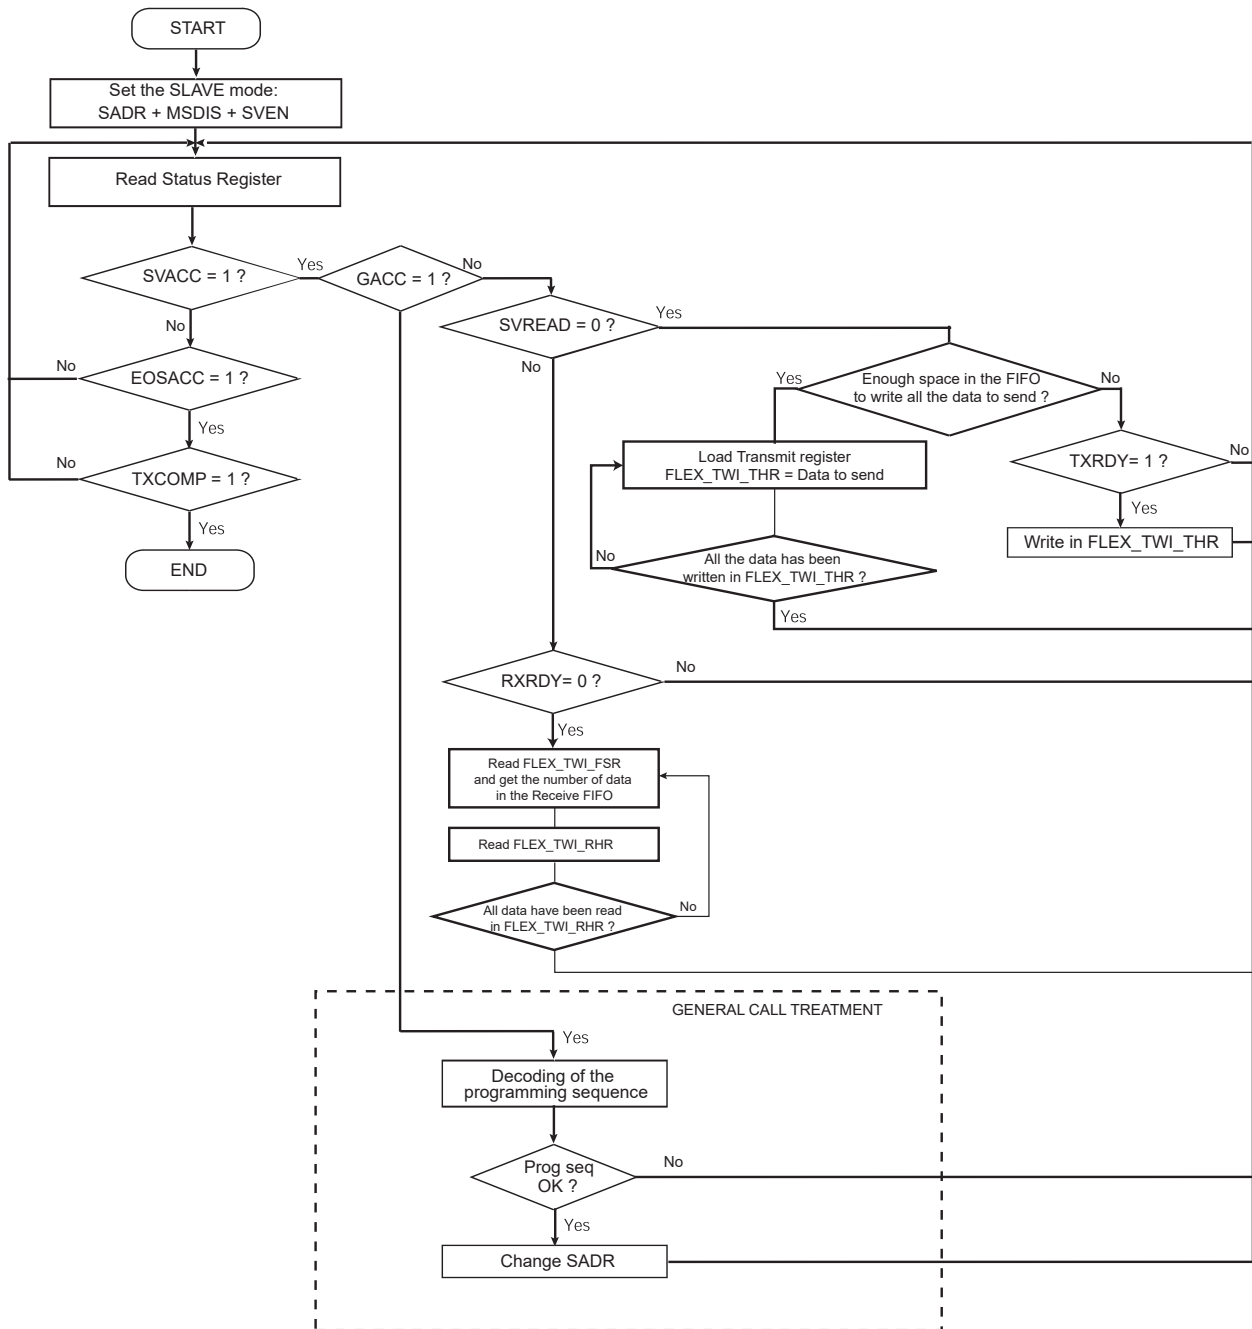 START
Set the SLAVE mode:
SADR + MSDIS + SVEN
Read Status Register
SVACC = 1 ?
Yes
GACC = 1 ?
No
SVREAD = 0 ?
Yes
No
No
No
EOSACC = 1 ?
Yes
Enough space in the FIFO
to write all the data to send ?
Yes
No
No
TXCOMP = 1 ?
Yes
Load Transmit register
FLEX_TWI_THR = Data to send
TXRDY= 1 ?
No
Yes
Write in FLEX_TWI_THR
END
No
All the data has been
written in FLEX_TWI_THR ?
Yes
RXRDY= 0 ?
No
Yes
Read FLEX_TWI_FSR
and get the number of data
in the Receive FIFO
Read FLEX_TWI_RHR
All data have been read
in FLEX_TWI_RHR ?
No
GENERAL CALL TREATMENT
Yes
Decoding of the
programming sequence
Prog seq
OK ?
No
Yes
Change SADR